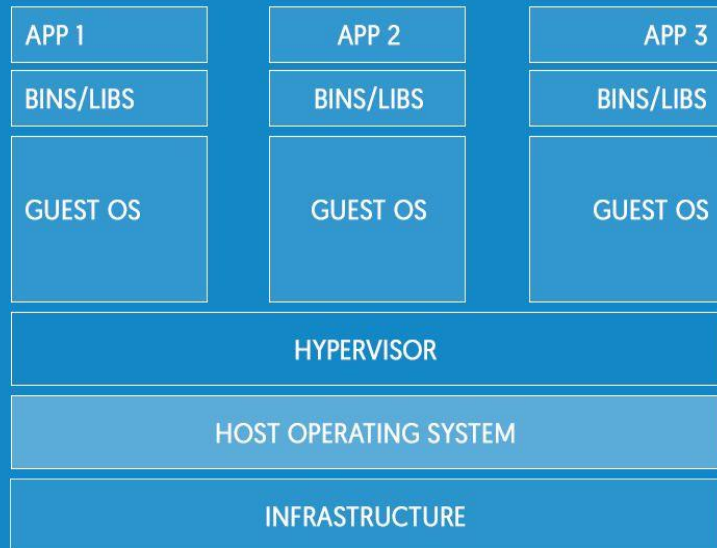 APP 1
APP 2
APP 3
BINS/LIBS
BINS/LIBS
BINS/LIBS
GUEST OS
GUEST OS
GUEST OS
HYPERVISOR
HOST OPERATING SYSTEM
INFRASTRUCTURE